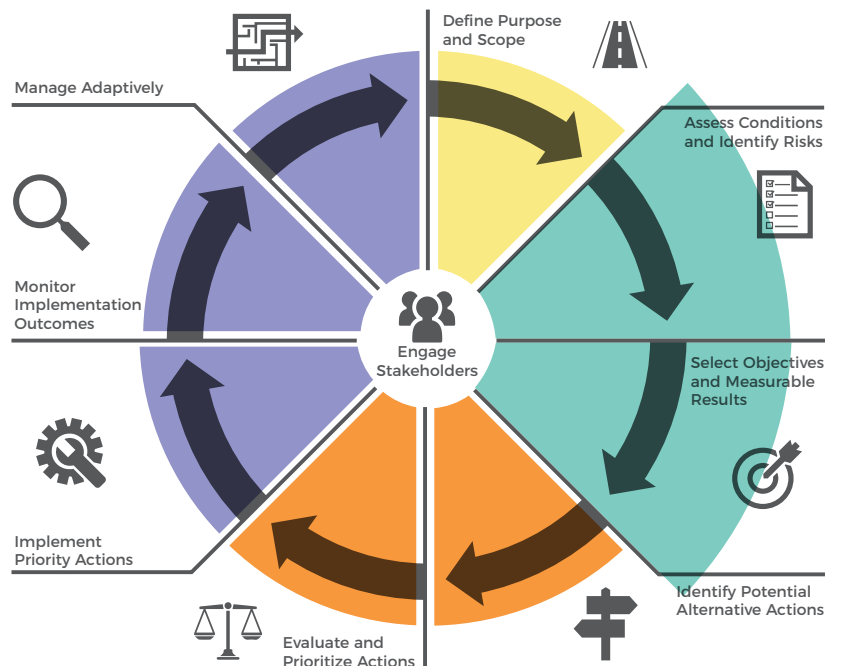 Define Purpose
and Scope
Assess Conditions
and Identify Risks
Select Objectives
and Measurable
Results
Identify Potential
Alternative Actions
Evaluate and
Prioritize Actions
Implement
Priority Actions
Monitor
Implementation
Outcomes
Manage Adaptively
Engage
Stakeholders